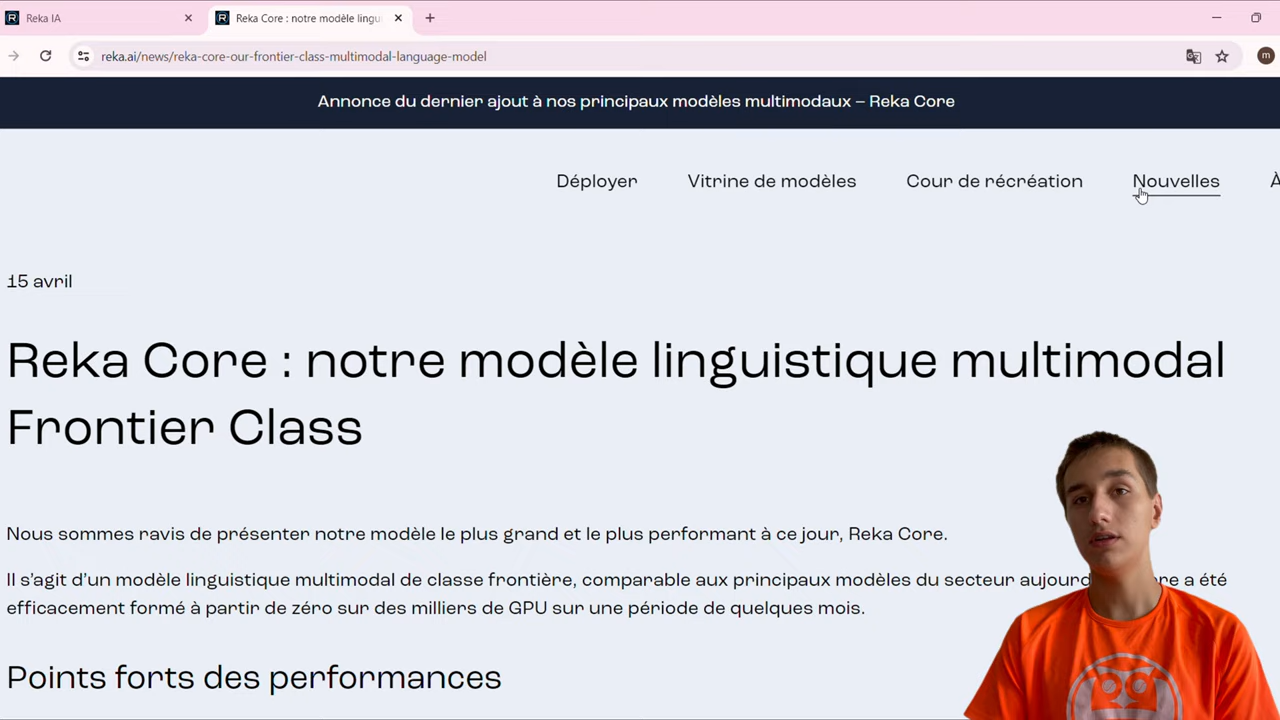 Reka IA
Reka Core : notre modèle lingu
reka.ai/news/reka-core-our-frontier-class-multimodal-language-model
m
Annonce du dernier ajout à nos principaux modèles multimodaux – Reka Core
Déployer Vitrine de modèles Cour de récréation Nouvelles À
15 avril
Reka Core : notre modèle linguistique multimodal
Frontier Class
Nous sommes ravis de présenter notre modèle le plus grand et le plus performant à ce jour, Reka Core.
Il s'agit d'un modèle linguistique multimodal de classe frontière, comparable aux principaux modèles du secteur a été
efficacement formé à partir de zéro sur des milliers de GPU sur une période de quelques mois.
Points forts des performances